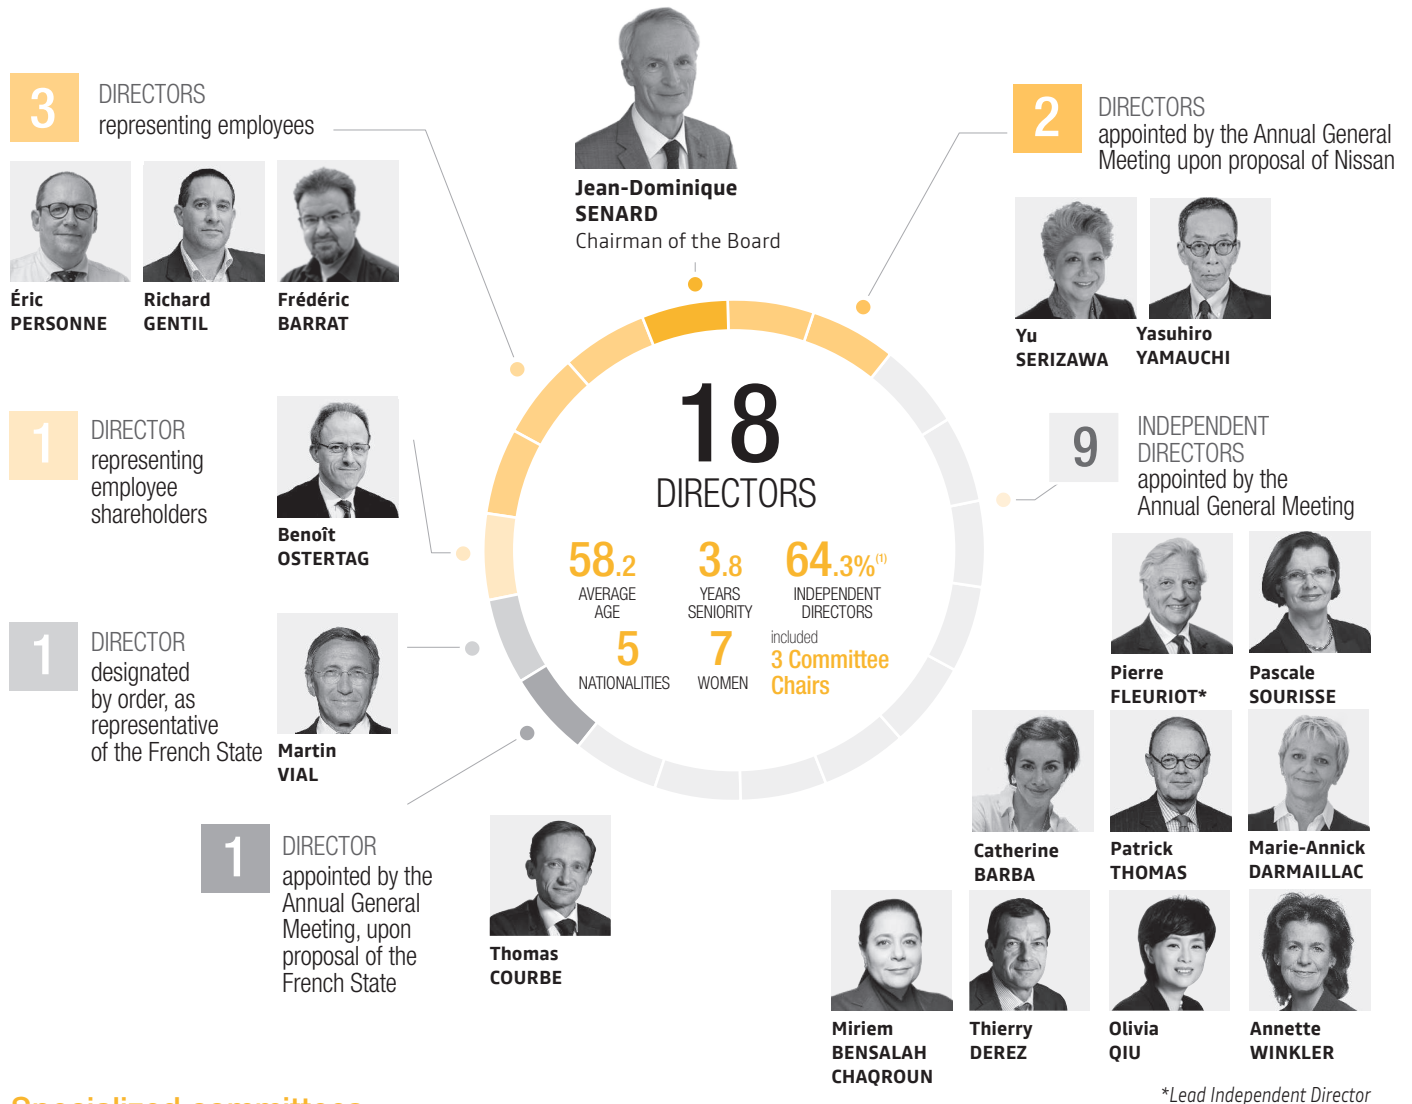 3
DIRECTORS
representing employees
Éric
PERSONNE
Richard
GENTIL
Frédéric
BARRAT
Jean-Dominique
SENARD
Chairman of the Board
2
DIRECTORS
appointed by the Annual General
Meeting upon proposal of Nissan
Yu
SERIZAWA
Yasuhiro
YAMAUCHI
1
DIRECTOR
representing
employee
shareholders
Benoît
OSTERTAG
18
DIRECTORS
58.2
AVERAGE
AGE
3.8
YEARS
SENIORITY
64.3%(1)
INDEPENDENT
DIRECTORS
5
NATIONALITIES
7
WOMEN
included
3 Committee
Chairs
9
INDEPENDENT
DIRECTORS
appointed by the
Annual General Meeting
Pierre
FLEURIOT*
Pascale
SOURISSE
Catherine
BARBA
Patrick
THOMAS
Marie-Annick
DARMAILLAC
Miriem
BENSALAH
CHAQROUN
Thierry
DEREZ
Olivia
QIU
Annette
WINKLER
1
DIRECTOR
designated
by order, as
representative
of the French State
Martin
VIAL
1
DIRECTOR
appointed by the
Annual General
Meeting, upon
proposal of the
French State
Thomas
COURBE
*Lead Independent Director
Specialized committees